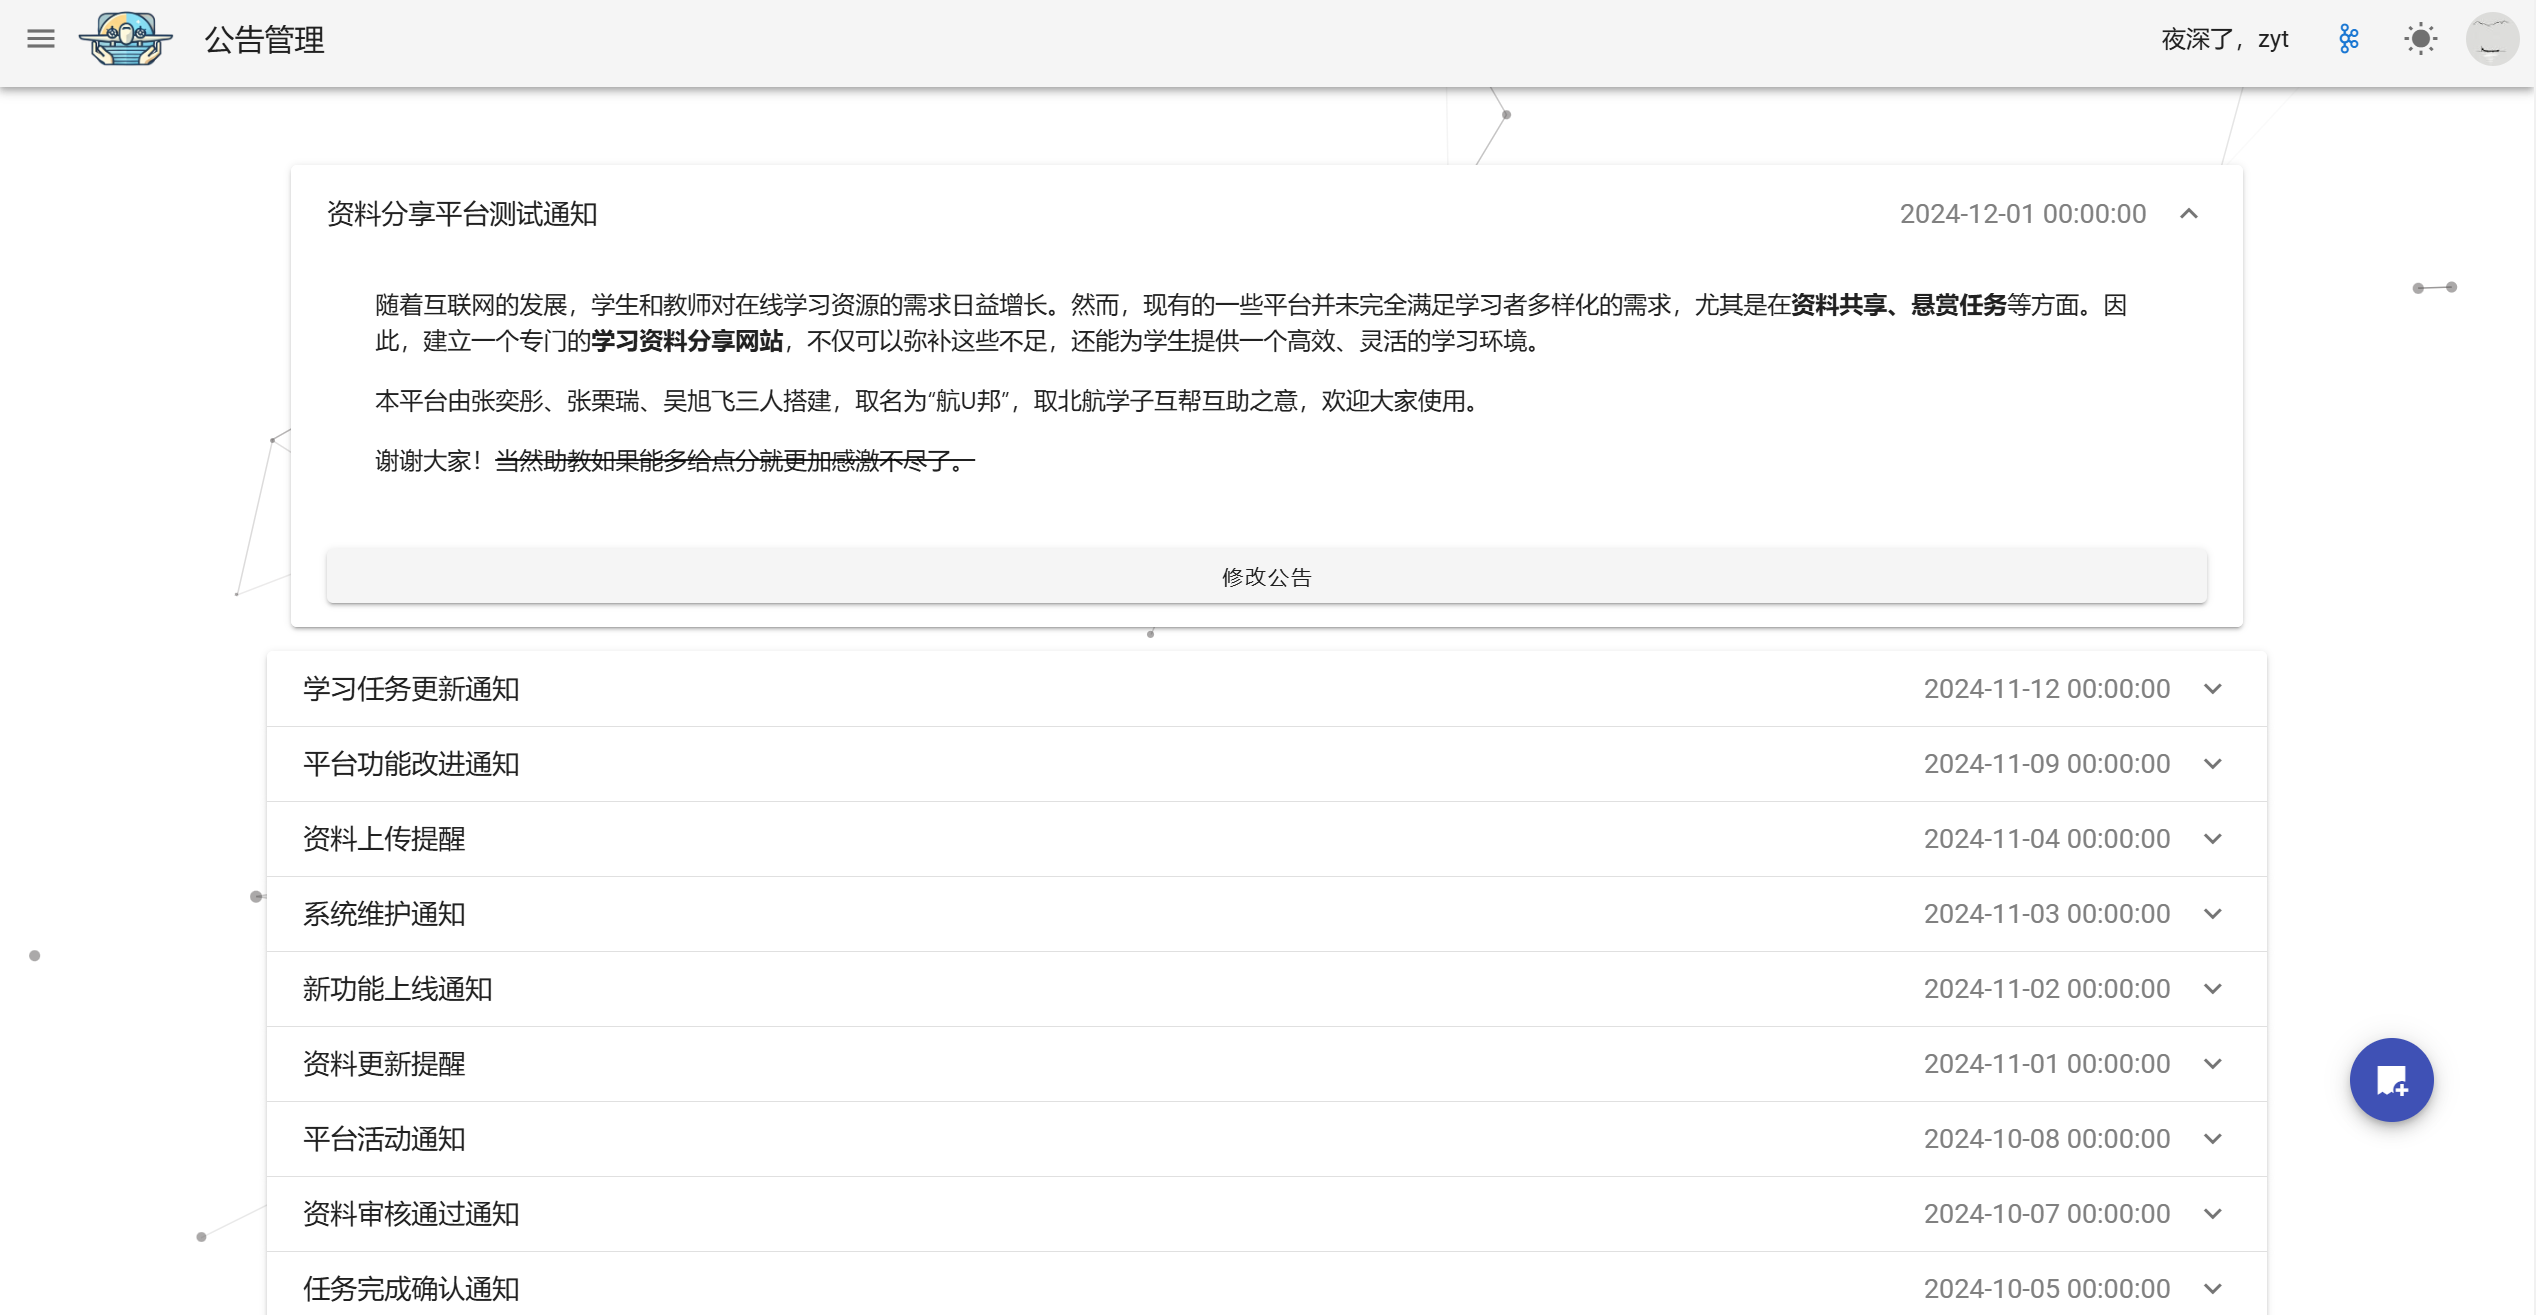 公告管理
夜深了，zyt
资料分享平台测试通知
2024-12-01 00:00:00
随着互联网的发展，学生和教师对在线学习资源的需求日益增长。然而，现有的一些平台并未完全满足学习者多样化的需求，尤其是在资料共享、悬赏任务等方面。因
此，建立一个专门的学习资料分享网站，不仅可以弥补这些不足，还能为学生提供一个高效、灵活的学习环境。
本平台由张奕彤、张栗瑞、吴旭飞三人搭建，取名为“航U邦”，取北航学子互帮互助之意，欢迎大家使用。
谢谢大家！当然助教如果能多给点分就更加感激不尽了。
修改公告
学习任务更新通知
2024-11-12 00:00:00
平台功能改进通知
2024-11-09 00:00:00
资料上传提醒
2024-11-04 00:00:00
系统维护通知
2024-11-03 00:00:00
新功能上线通知
2024-11-02 00:00:00
资料更新提醒
2024-11-01 00:00:00
平台活动通知
2024-10-08 00:00:00
资料审核通过通知
2024-10-07 00:00:00
任务完成确认通知
2024-10-05 00:00:00